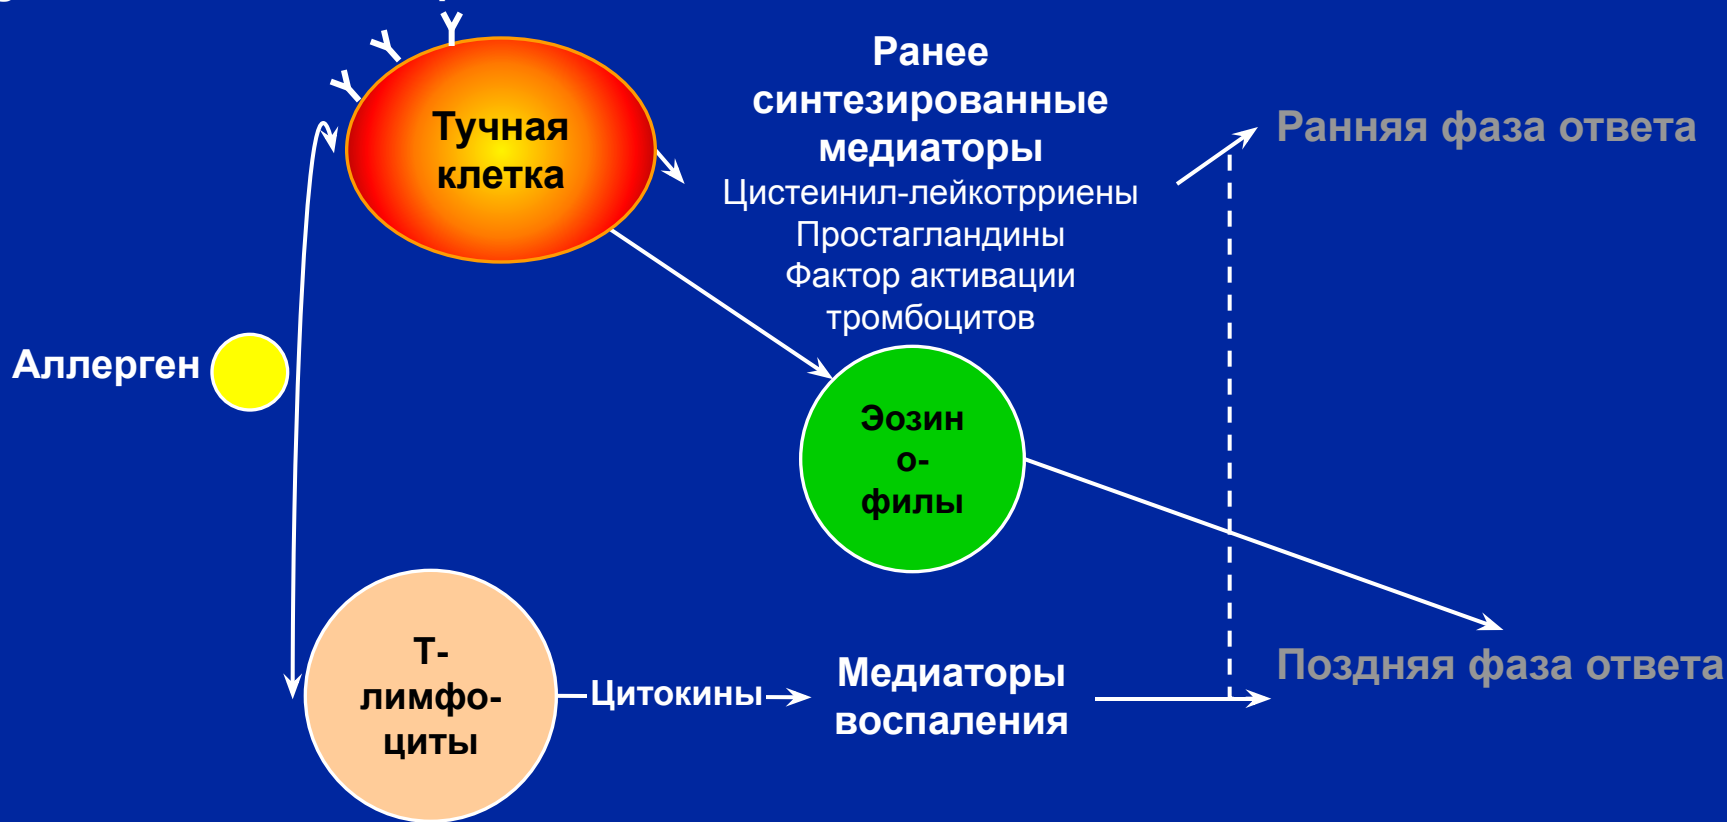 Тучная
клетка
Ранее
синтезированные
медиаторы
Цистеинил-лейкотрриены
Простагландины
Фактор активации
тромбоцитов
Ранняя фаза ответа
Аллерген
Эозин
о-
филы
Т-
лимфо-
циты
Цитокины
Медиаторы
воспаления
Поздняя фаза ответа